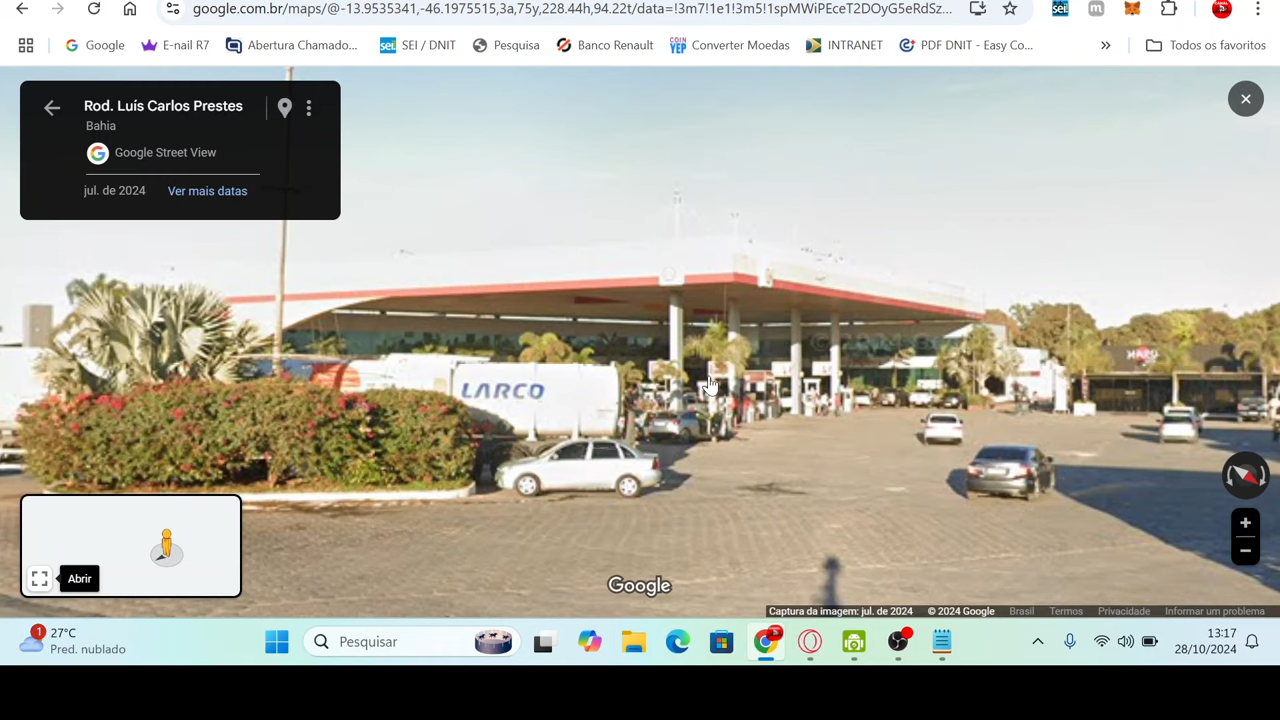 google.com.br/maps/@-13.9535341,-46.1975515,3a,75y,228.44h,94.22t/data=!3m7!1e1!3m5!1spMWiPEceT2DOyG5eRdSz...
Google
E-nail R7
Abertura Chamado...
SEI / DNIT
Pesquisa
Banco Renault
COIN YEP
Converter Moedas
INTRANET
PDF DNIT - Easy Co...
»
Todos os favoritos
Rod. Luís Carlos Prestes
Bahia
Google Street View
jul. de 2024
Ver mais datas
LARCO
Abrir
Google
Captura da imagem: jul. de 2024
© 2024 Google
Brasil
Termos
Privacidade
Informar um problema
1
27°C
Pred. nublado
Pesquisar
13:17
28/10/2024